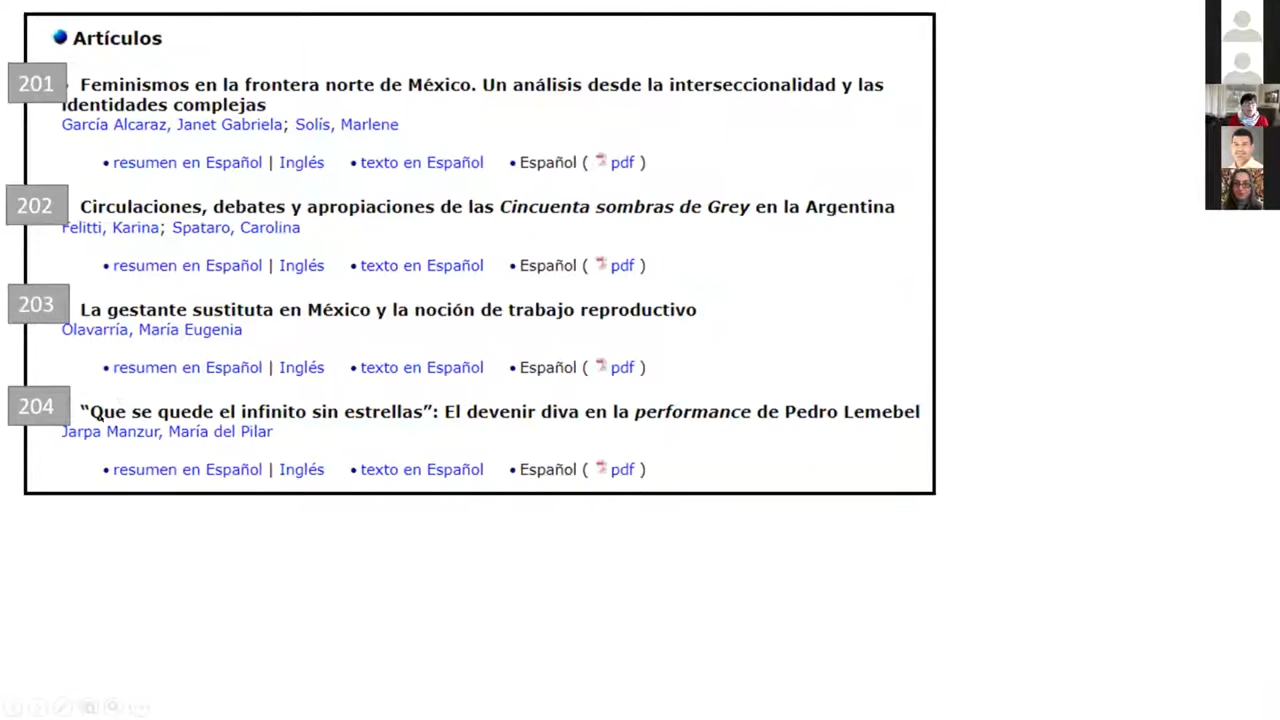 Artículos
201
Feminismos en la frontera norte de México. Un análisis desde la interseccionalidad y las
identidades complejas
García Alcaraz, Janet Gabriela; Solís, Marlene
• resumen en Español | Inglés • texto en Español • Español ( pdf )
202
Circulaciones, debates y apropiaciones de las Cincuenta sombras de Grey en la Argentina
Felitti, Karina; Spataro, Carolina
• resumen en Español | Inglés • texto en Español • Español ( pdf )
203
La gestante sustituta en México y la noción de trabajo reproductivo
Olavarría, María Eugenia
• resumen en Español | Inglés • texto en Español • Español ( pdf )
204
“Que se quede el infinito sin estrellas”: El devenir diva en la performance de Pedro Lemebel
Jarpa Manzur, María del Pilar
• resumen en Español | Inglés • texto en Español • Español ( pdf )